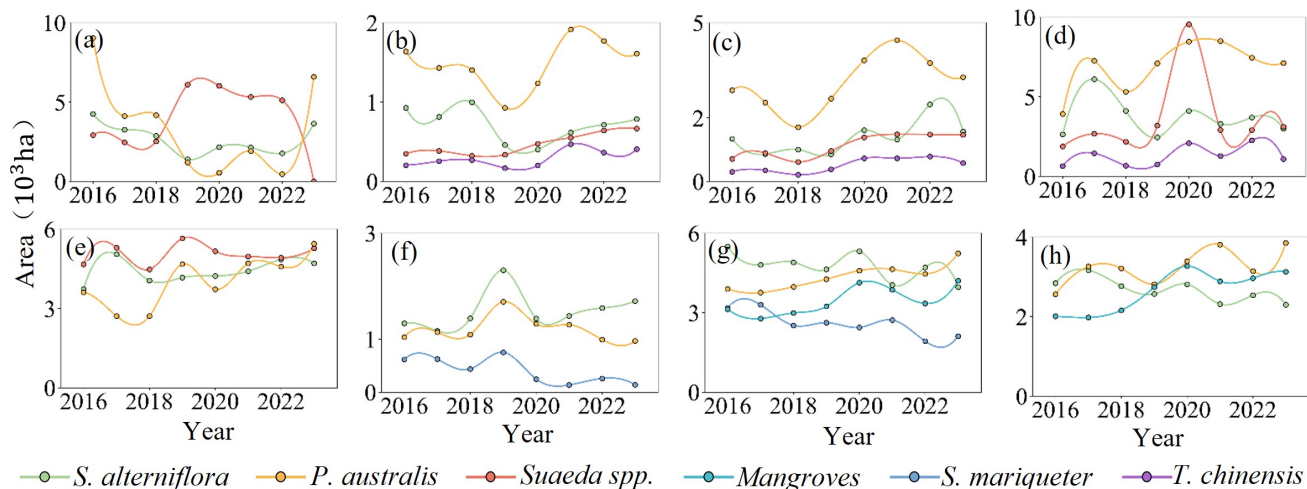 (a)
10
5
0
2016 2018 2020 2022
(b)
2
1
0
2016 2018 2020 2022
(c)
5
2
0
2016 2018 2020 2022
(d)
10
5
0
2016 2018 2020 2022
Area（10³ha）
(e)
6
3
0
2016 2018 2020 2022
Year
(f)
3
1
0
2016 2018 2020 2022
Year
(g)
6
3
0
2016 2018 2020 2022
Year
(h)
4
2
0
2016 2018 2020 2022
Year
S. alterniflora P. australis Suaeda spp. Mangroves S. mariqueter T. chinensis